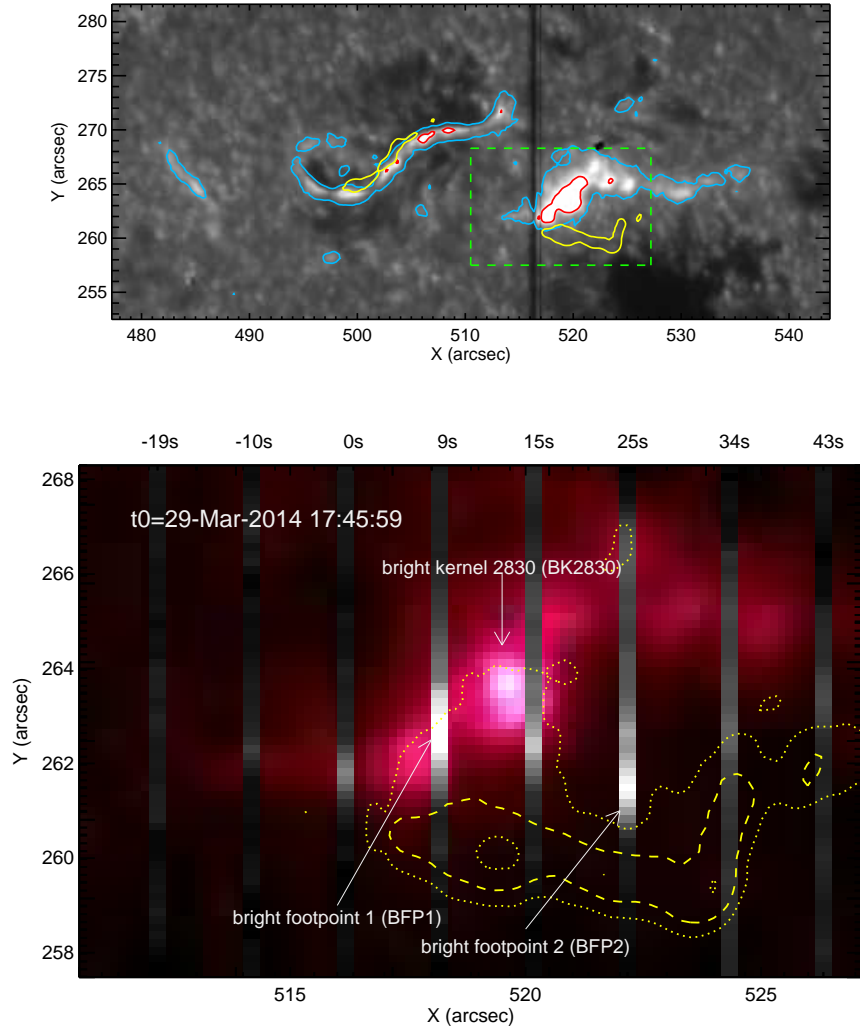 280
275
270
265
260
255
Y (arcsec)
480 490 500 510 520 530 540
X (arcsec)
-19s -10s 0s 9s 15s 25s 34s 43s
268
266
264
262
260
258
Y (arcsec)
t0=29-Mar-2014 17:45:59
bright kernel 2830 (BK2830)
bright footpoint 1 (BFP1)
bright footpoint 2 (BFP2)
515 520 525
X (arcsec)